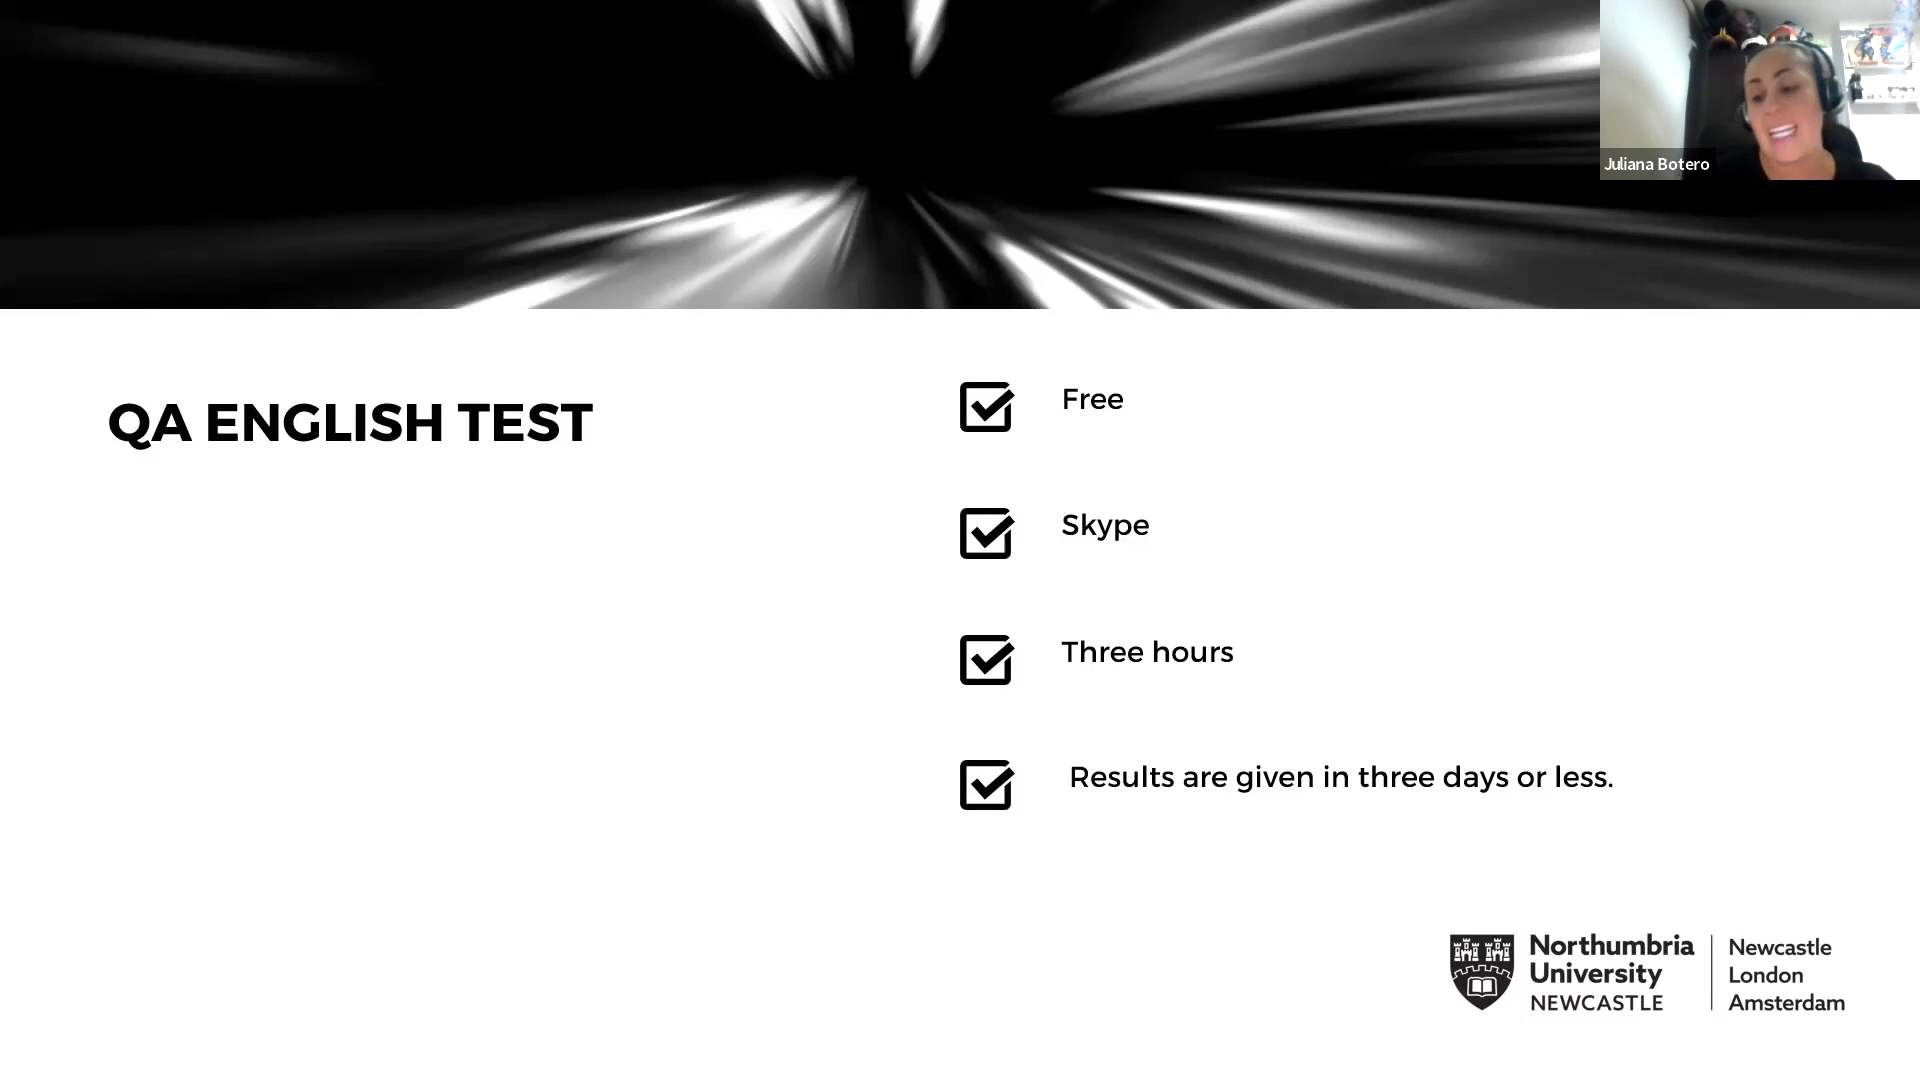 Juliana Botero
QA ENGLISH TEST
Free
Skype
Three hours
Results are given in three days or less.
Northumbria
University
NEWCASTLE
Newcastle
London
Amsterdam